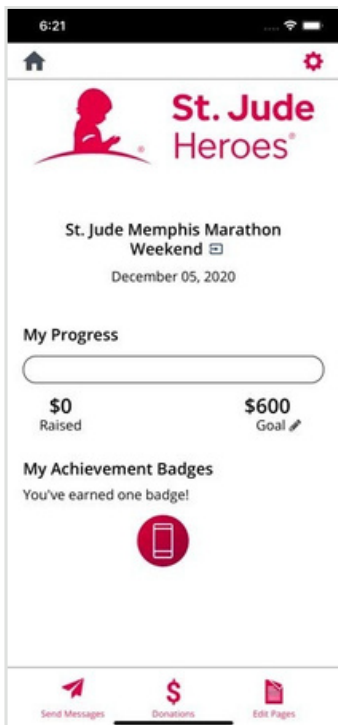 6:21
St. Jude
Heroes®
St. Jude Memphis Marathon
Weekend
December 05, 2020
My Progress
$0 $600
Raised Goal
My Achievement Badges
You've earned one badge!
Send Messages Donations Edit Pages